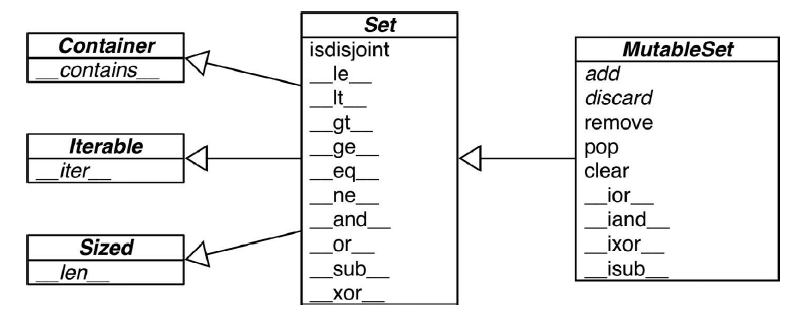 Container
__contains__
Iterable
__iter__
Sized
__len__
Set
isdisjoint
__le__
__lt__
__gt__
__ge__
__eq__
__ne__
__and__
__or__
__sub__
__xor__
MutableSet
add
discard
remove
pop
clear
__ior__
__iand__
__ixor__
__isub__